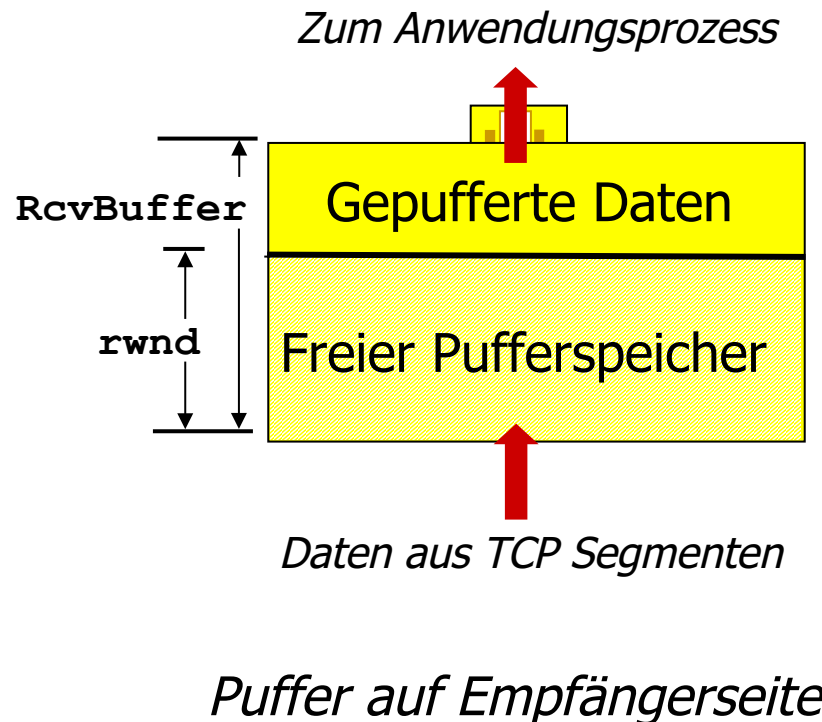 Zum Anwendungsprozess
RcvBuffer
Gepufferte Daten
rwnd
Freier Pufferspeicher
Daten aus TCP Segmenten
Puffer auf Empfängerseite